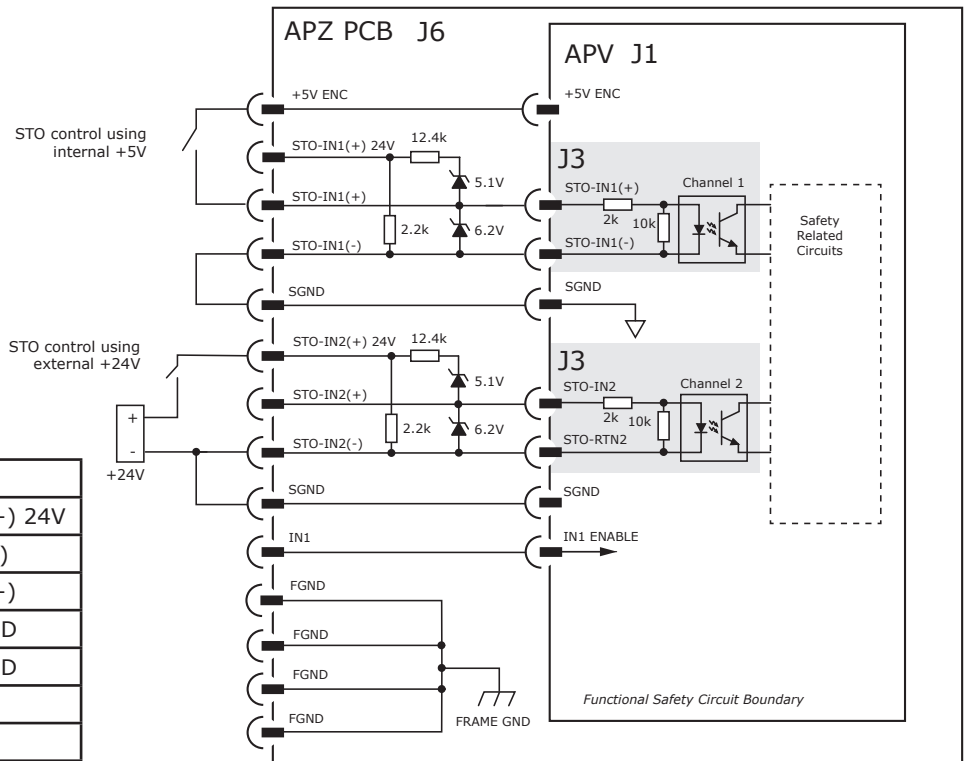 APZ PCB J6
APV J1
+5V ENC
+5V ENC
STO control using
internal +5V
STO-IN1(+) 24V
12.4k
5.1V
J3
STO-IN1(+)
STO-IN1(+)
Channel 1
2.2k
6.2V
2k
10k
Safety
Related
Circuits
STO-IN1(-)
STO-IN1(-)
SGND
SGND
STO control using
external +24V
STO-IN2(+) 24V
12.4k
5.1V
J3
STO-IN2(+)
STO-IN2
Channel 2
2.2k
6.2V
2k
10k
+
-
+24V
STO-IN2(-)
STO-RTN2
SGND
SGND
IN1
IN1 ENABLE
FGND
FGND
FGND
FGND
FRAME GND
Functional Safety Circuit Boundary
) 24V
)
-)
D
D